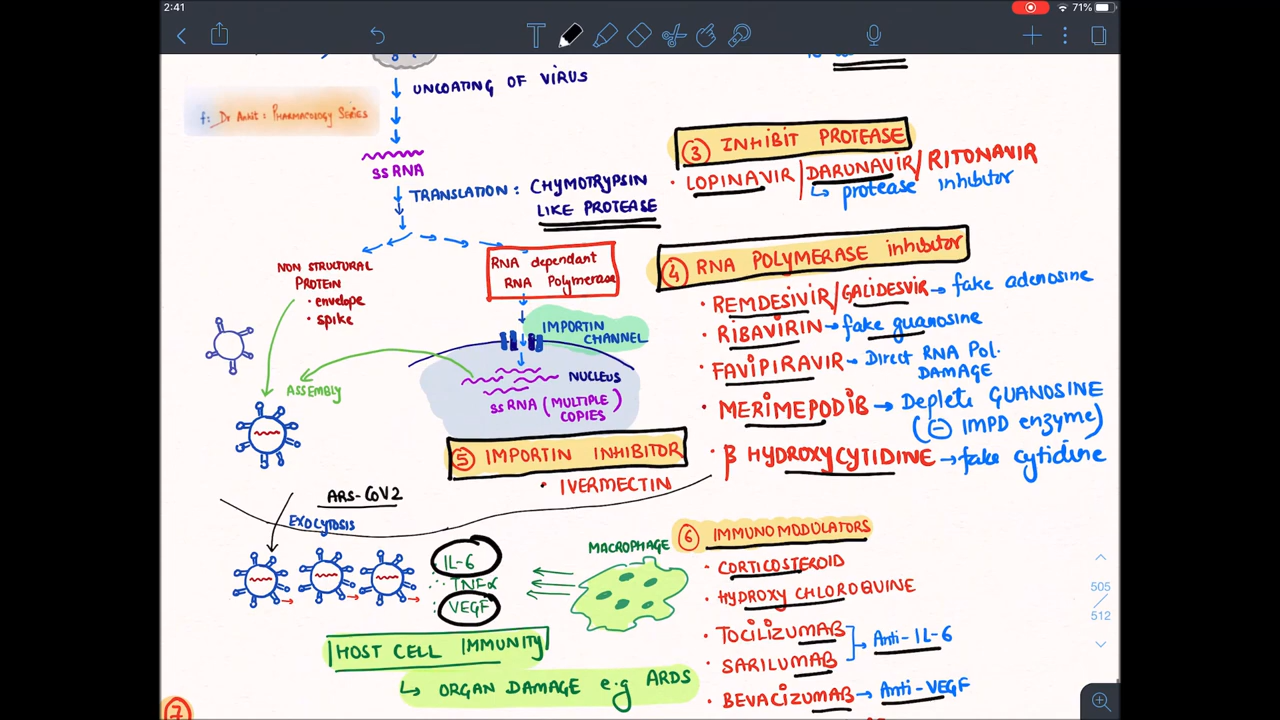 2:41
71%
UNCOATING OF VIRUS
f: Dr Ankit : PHARMACOLOGY SERIES
ssRNA
TRANSLATION : CHYMOTRYPSIN
LIKE PROTEASE
NON STRUCTURAL
PROTEIN
• envelope
• spike
RNA dependant
RNA Polymerase
IMPORTIN
CHANNEL
NUCLEUS
ssRNA (MULTIPLE
COPIES)
ASSEMBLY
⑤ IMPORTIN INHIBITOR
• IVERMECTIN
ARS-CoV2
EXOCYTOSIS
IL-6
TNFα
VEGF
MACROPHAGE
HOST CELL IMMUNITY
↳ ORGAN DAMAGE e.g ARDS
7
③ INHIBIT PROTEASE
• LOPINAVIR / DARUNAVIR / RITONAVIR
↳ protease inhibitor
④ RNA POLYMERASE inhibitor
• REMDESIVIR / GALIDESVIR → fake adenosine
• RIBAVIRIN → fake guanosine
• FAVIPIRAVIR → Direct RNA Pol.
DAMAGE
• MERIMEPODIB → Deplete GUANOSINE
(⊖ IMPD enzyme)
• β HYDROXYCYTIDINE → fake cytidine
⑥ IMMUNOMODULATORS
• CORTICOSTEROID
• HYDROXY CHLOROQUINE
• TOCILIZUMAB
• SARILUMAB
Anti-IL-6
• BEVACIZUMAB → Anti-VEGF
505
512